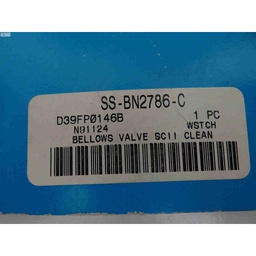 SS-BN2786-C
D39FP0146B 1 PC
N91124 WSTCH
BELLOWS VALVE SC11 CLEAN